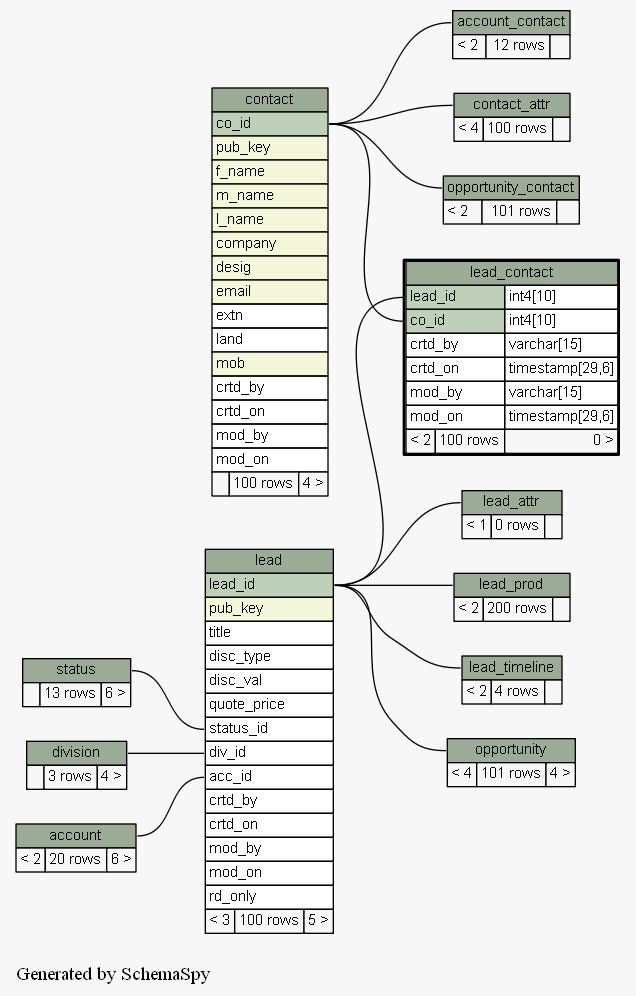 account_contact
< 2 12 rows
contact
co_id
pub_key
f_name
m_name
l_name
company
desig
email
extn
land
mob
crtd_by
crtd_on
mod_by
mod_on
100 rows 4 >
contact_attr
< 4 100 rows
opportunity_contact
< 2 101 rows
lead_contact
lead_id int4[10]
co_id int4[10]
crtd_by varchar[15]
crtd_on timestamp[29,6]
mod_by varchar[15]
mod_on timestamp[29,6]
< 2 100 rows 0 >
lead_attr
< 1 0 rows
lead
lead_id
pub_key
title
disc_type
disc_val
quote_price
status_id
div_id
acc_id
crtd_by
crtd_on
mod_by
mod_on
rd_only
< 3 100 rows 5 >
lead_prod
< 2 200 rows
lead_timeline
< 2 4 rows
opportunity
< 4 101 rows 4 >
status
13 rows 6 >
division
3 rows 4 >
account
< 2 20 rows 6 >
Generated by SchemaSpy